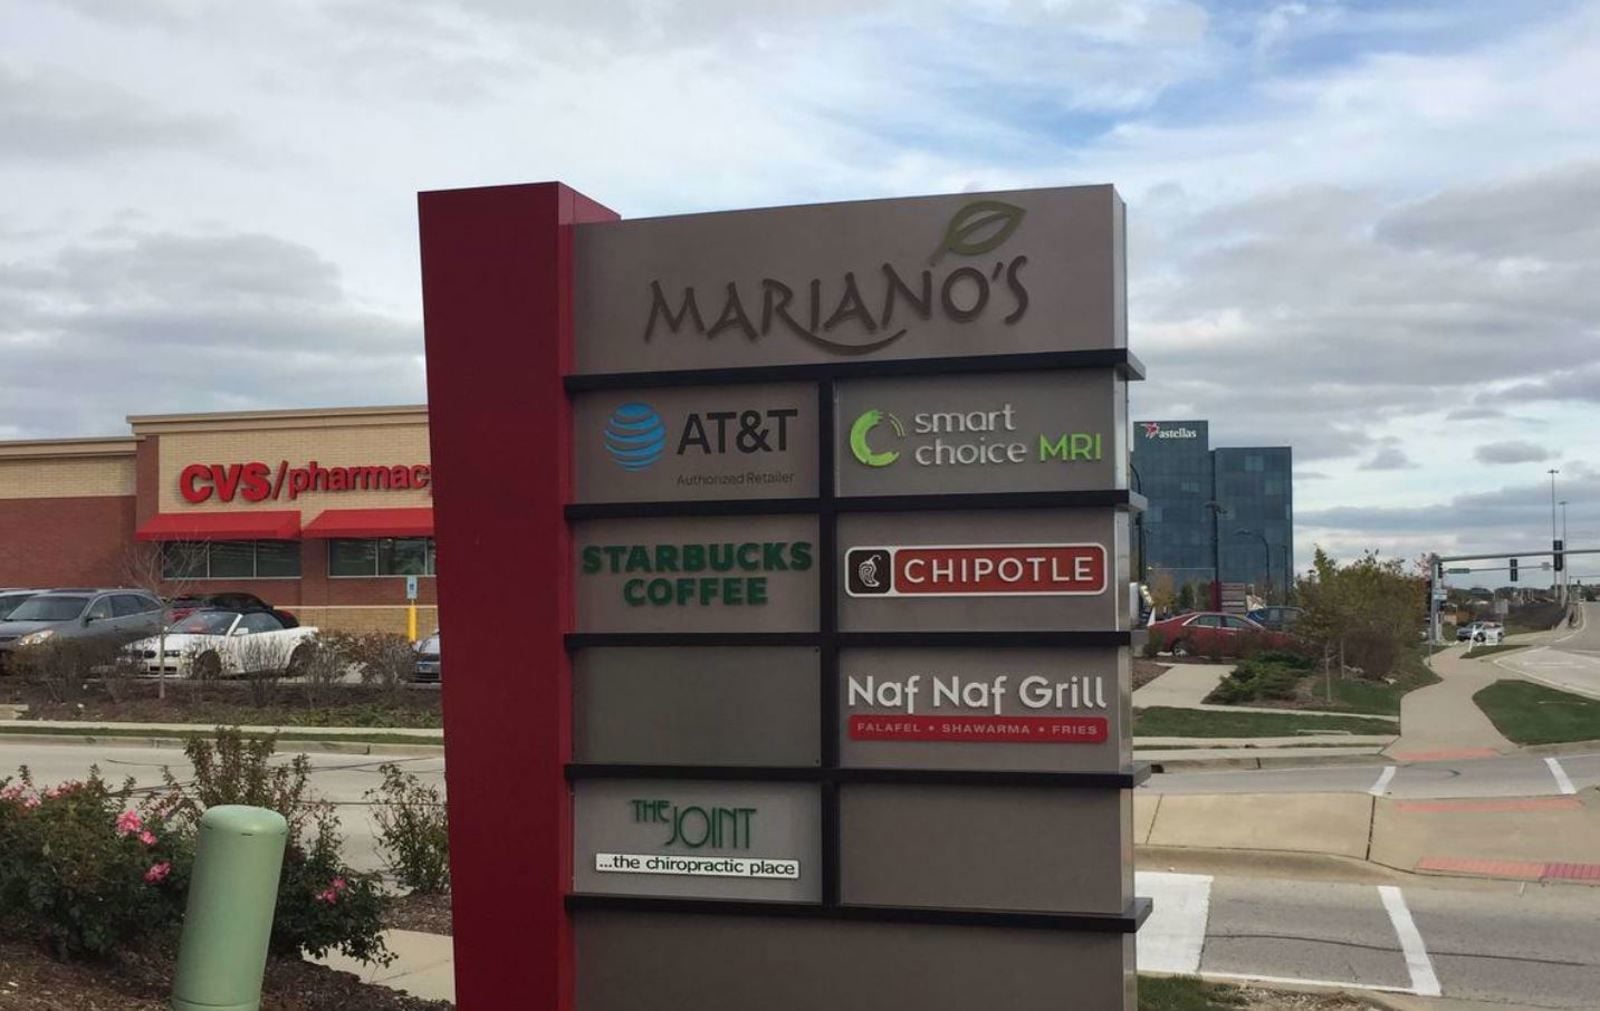 MARIANO'S
AT&T
Authorized Retailer
smart
choice MRI
STARBUCKS
COFFEE
CHIPOTLE
Naf Naf Grill
FALAFEL • SHAWARMA • FRIES
THE JOINT
...the chiropractic place
CVS/pharmacy
astellas